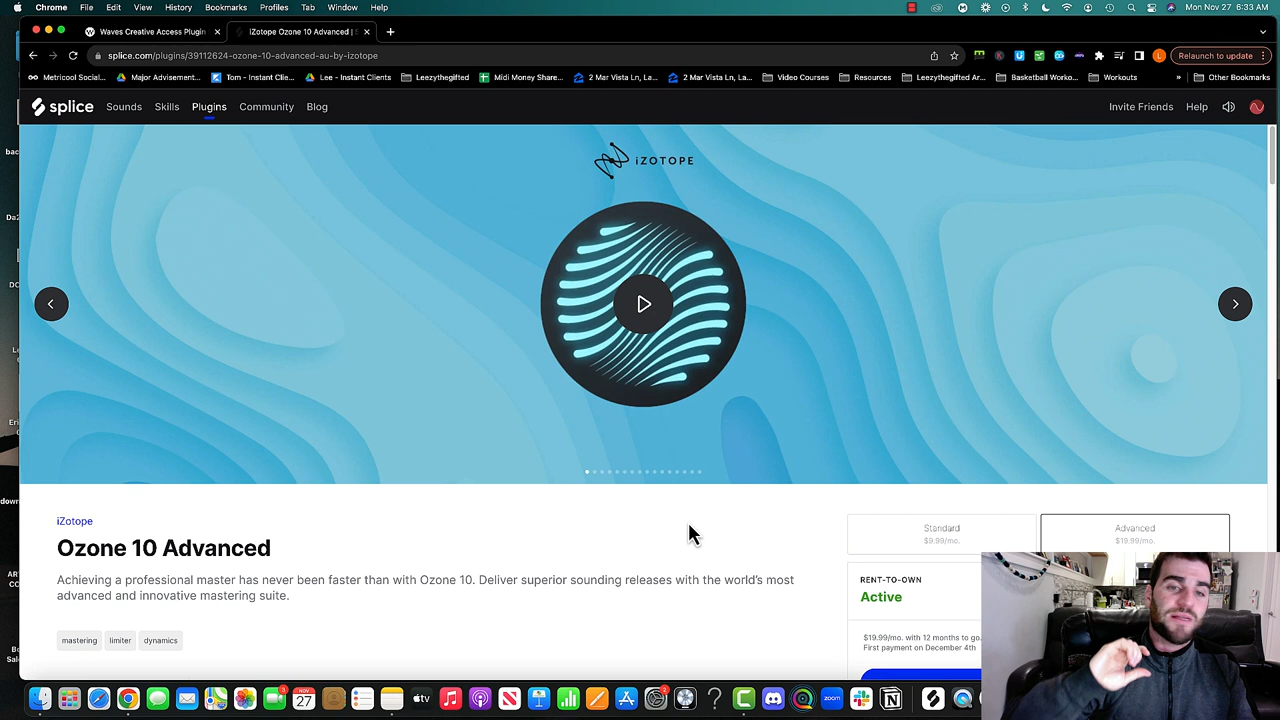 Chrome File Edit View History Bookmarks Profiles Tab Window Help
Mon Nov 27 6:33 AM
Waves Creative Access Plugin
iZotope Ozone 10 Advanced | S
splice.com/plugins/39112624-ozone-10-advanced-au-by-izotope
Relaunch to update
Metricool Social...
Major Advisement...
Tom - Instant Clie...
Lee - Instant Clients
Leezythegifted
Midi Money Share...
2 Mar Vista Ln, La...
2 Mar Vista Ln, La...
Video Courses
Resources
Leezythegifted Ar...
Basketball Worko...
Workouts
»
Other Bookmarks
splice
Sounds
Skills
Plugins
Community
Blog
Invite Friends
Help
iZOTOPE
iZotope
Ozone 10 Advanced
Achieving a professional master has never been faster than with Ozone 10. Deliver superior sounding releases with the world's most
advanced and innovative mastering suite.
mastering
limiter
dynamics
Standard
$9.99/mo.
Advanced
$19.99/mo.
RENT-TO-OWN
Active
$19.99/mo. with 12 months to go.
First payment on December 4th
3
NOV
27
tv
2
zoom